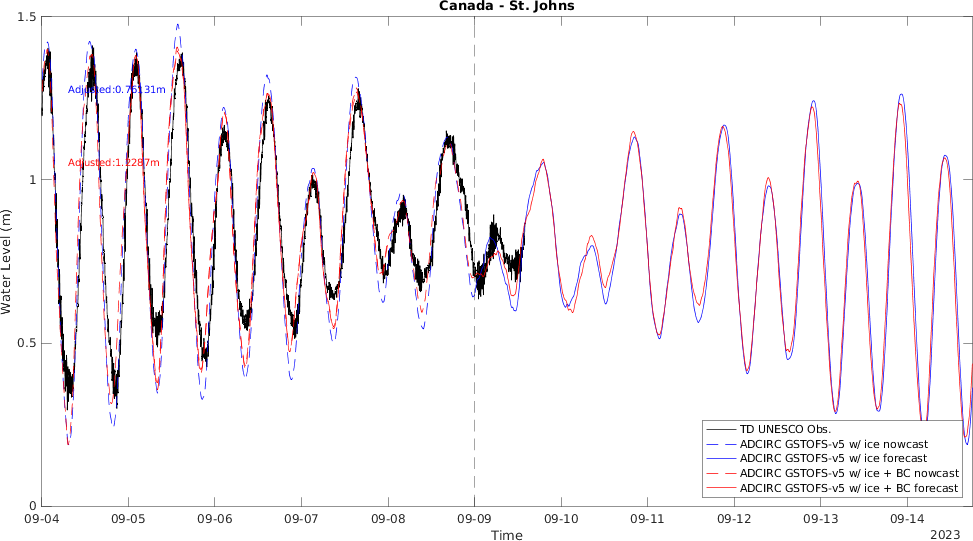 Canada - St. Johns
1.5
Adjusted:0.76131m
Adjusted:1.2287m
1
Water Level (m)
0.5
TD UNESCO Obs.
ADCIRC GSTOFS-v5 w/ ice nowcast
ADCIRC GSTOFS-v5 w/ ice forecast
ADCIRC GSTOFS-v5 w/ ice + BC nowcast
ADCIRC GSTOFS-v5 w/ ice + BC forecast
0
09-04 09-05 09-06 09-07 09-08 09-09 09-10 09-11 09-12 09-13 09-14
Time
2023